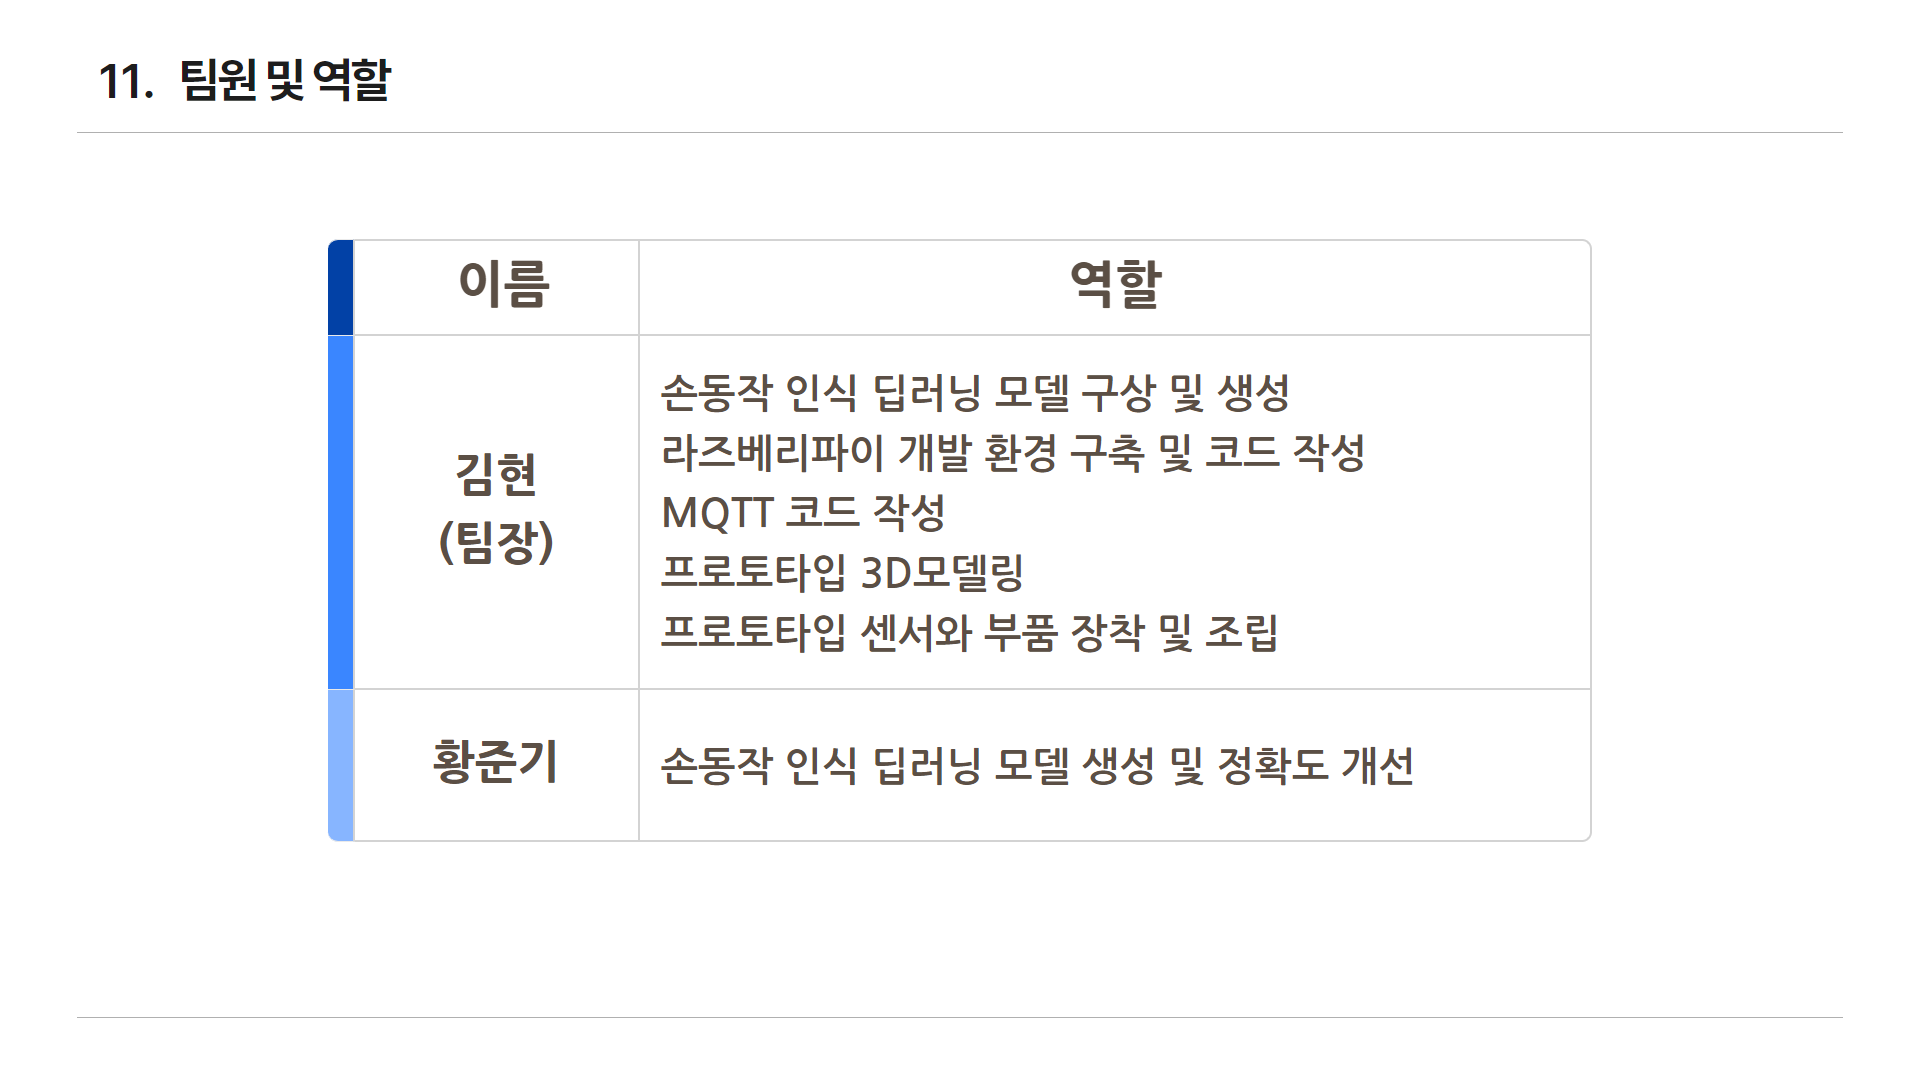 11. 팀원 및 역할
이름
역할
김현
(팀장)
손동작 인식 딥러닝 모델 구상 및 생성
라즈베리파이 개발 환경 구축 및 코드 작성
MQTT 코드 작성
프로토타입 3D모델링
프로토타입 센서와 부품 장착 및 조립
황준기
손동작 인식 딥러닝 모델 생성 및 정확도 개선